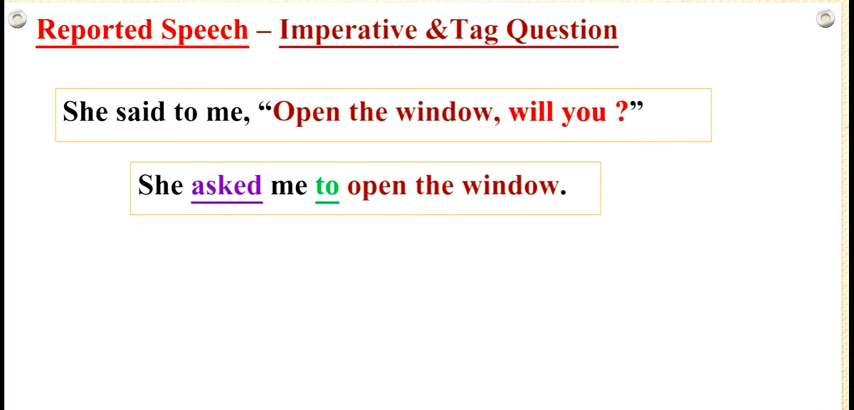 Reported Speech – Imperative &Tag Question
She said to me, “Open the window, will you ?”
She asked me to open the window.